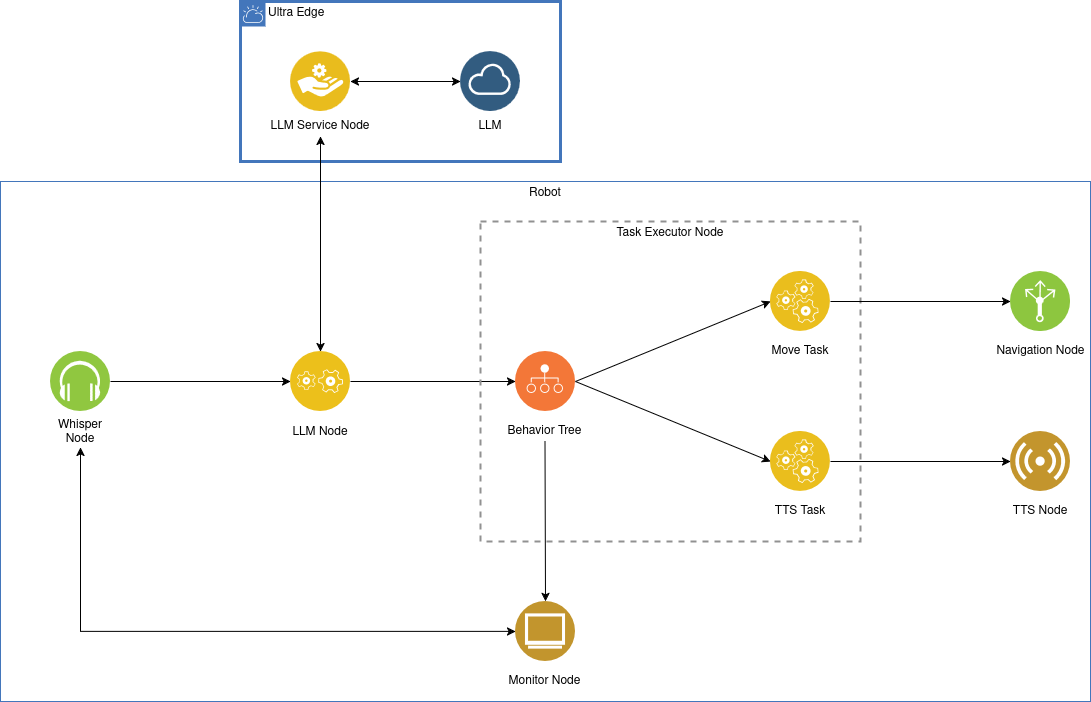 Ultra Edge
LLM Service Node
LLM
Robot
Task Executor Node
Move Task
Navigation Node
Whisper
Node
LLM Node
Behavior Tree
TTS Task
TTS Node
Monitor Node